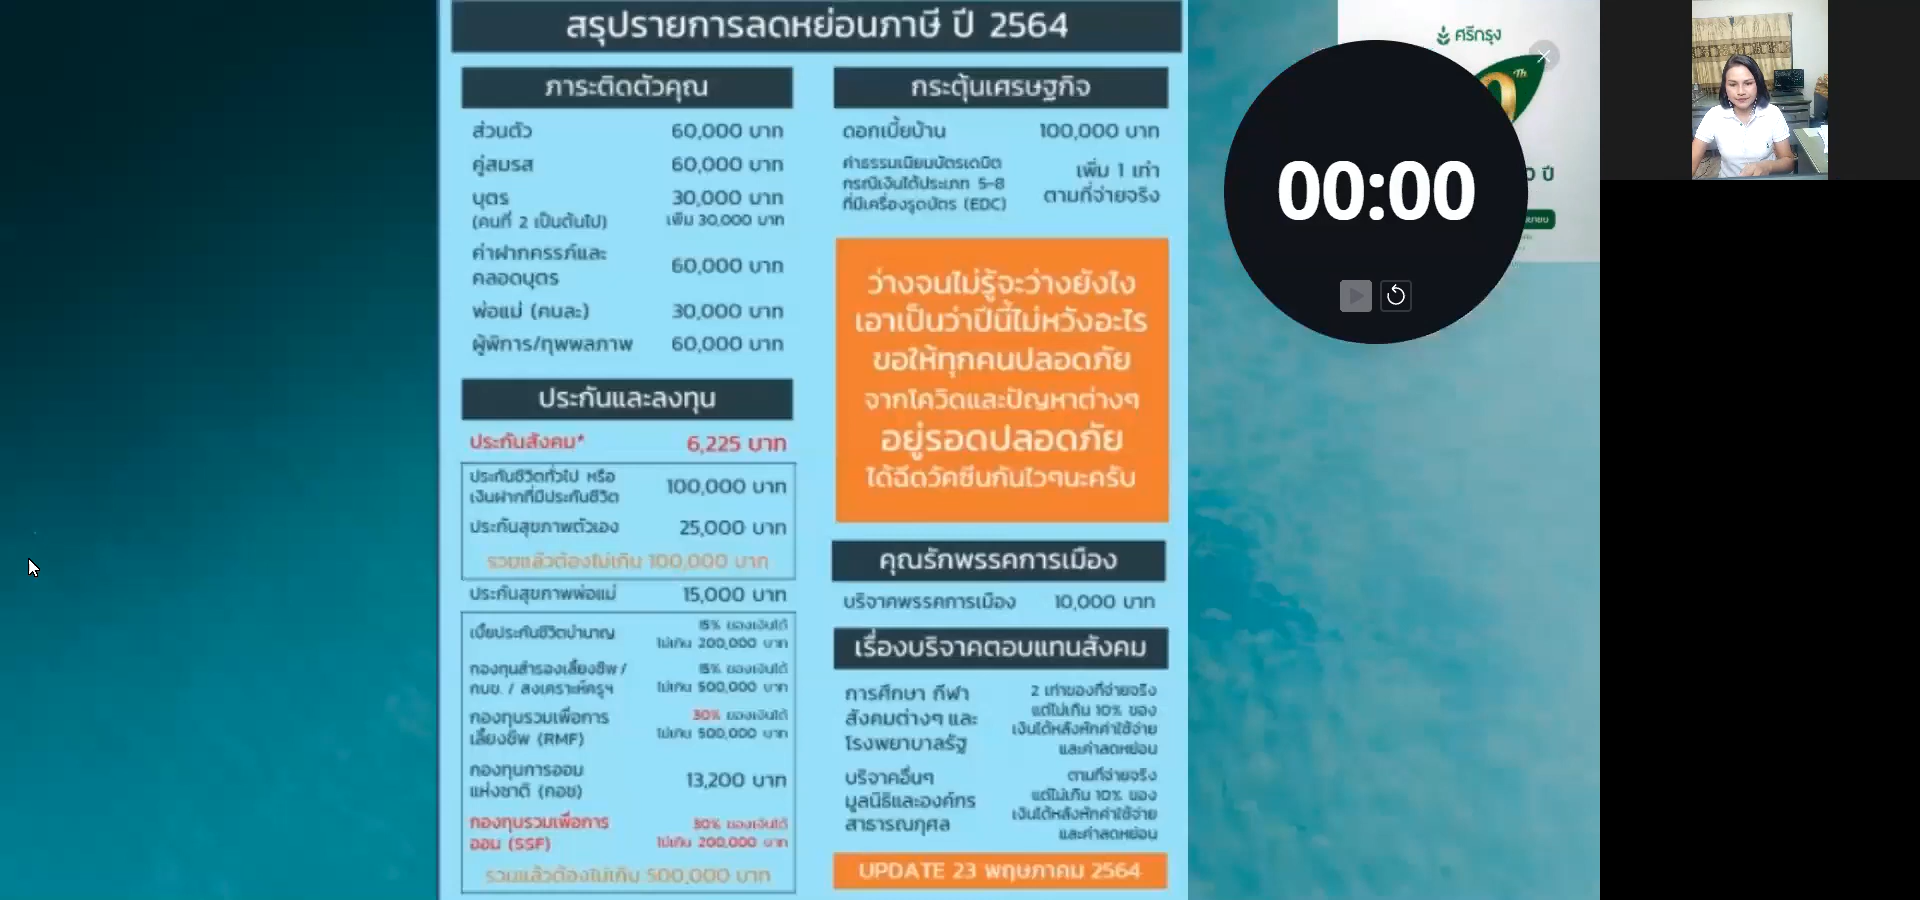 สรุปรายการลดหย่อนภาษี ปี 2564
ภาระติดตัวคุณ
ส่วนตัว 60,000 บาท
คู่สมรส 60,000 บาท
บุตร 30,000 บาท
(คนที่ 2 เป็นต้นไป) เพิ่ม 30,000 บาท
ค่าฝากครรภ์และ
คลอดบุตร 60,000 บาท
พ่อแม่ (คนละ) 30,000 บาท
ผู้พิการ/ทุพพลภาพ 60,000 บาท
ประกันและลงทุน
ประกันสังคม* 6,225 บาท
ประกันชีวิตทั่วไป หรือ
เงินฝากที่มีประกันชีวิต 100,000 บาท
ประกันสุขภาพตัวเอง 25,000 บาท
รวมแล้วต้องไม่เกิน 100,000 บาท
ประกันสุขภาพพ่อแม่ 15,000 บาท
เบี้ยประกันชีวิตบำนาญ 15% ของเงินได้
ไม่เกิน 200,000 บาท
กองทุนสำรองเลี้ยงชีพ / 15% ของเงินได้
กบข. / สงเคราะห์ครูฯ ไม่เกิน 500,000 บาท
กองทุนรวมเพื่อการ 30% ของเงินได้
เลี้ยงชีพ (RMF) ไม่เกิน 500,000 บาท
กองทุนการออม
แห่งชาติ (กอช) 13,200 บาท
กองทุนรวมเพื่อการ 30% ของเงินได้
ออม (SSF) ไม่เกิน 200,000 บาท
รวมแล้วต้องไม่เกิน 500,000 บาท
กระตุ้นเศรษฐกิจ
ดอกเบี้ยบ้าน 100,000 บาท
ค่าธรรมเนียมบัตรเดบิต
กรณีเงินได้ประเภท 5-8
ที่มีเครื่องรูดบัตร (EDC)
เพิ่ม 1 เท่า
ตามที่จ่ายจริง
ว่างจนไม่รู้จะว่างยังไง
เอาเป็นว่าปีนี้ไม่หวังอะไร
ขอให้ทุกคนปลอดภัย
จากโควิดและปัญหาต่างๆ
อยู่รอดปลอดภัย
ได้ฉีดวัคซีนกันไวๆนะครับ
คุณรักพรรคการเมือง
บริจาคพรรคการเมือง 10,000 บาท
เรื่องบริจาคตอบแทนสังคม
การศึกษา กีฬา
สังคมต่างๆ และ
โรงพยาบาลรัฐ
2 เท่าของที่จ่ายจริง
แต่ไม่เกิน 10% ของ
เงินได้หลังหักค่าใช้จ่าย
และค่าลดหย่อน
บริจาคอื่นๆ
มูลนิธิและองค์กร
สาธารณกุศล
ตามที่จ่ายจริง
แต่ไม่เกิน 10% ของ
เงินได้หลังหักค่าใช้จ่าย
และค่าลดหย่อน
UPDATE 23 พฤษภาคม 2564
ศรีกรุง
Th
00:00
ปี